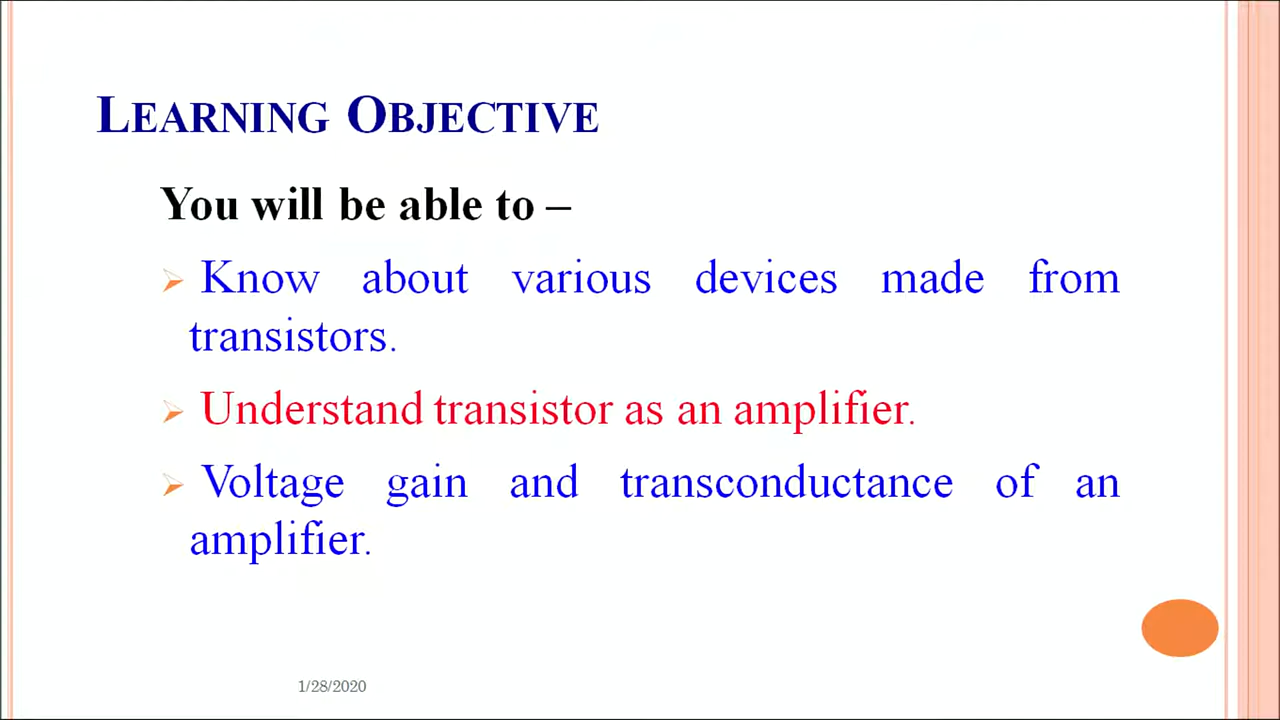 LEARNING OBJECTIVE
You will be able to –
Know about various devices made from
transistors.
Understand transistor as an amplifier.
Voltage gain and transconductance of an
amplifier.
1/28/2020